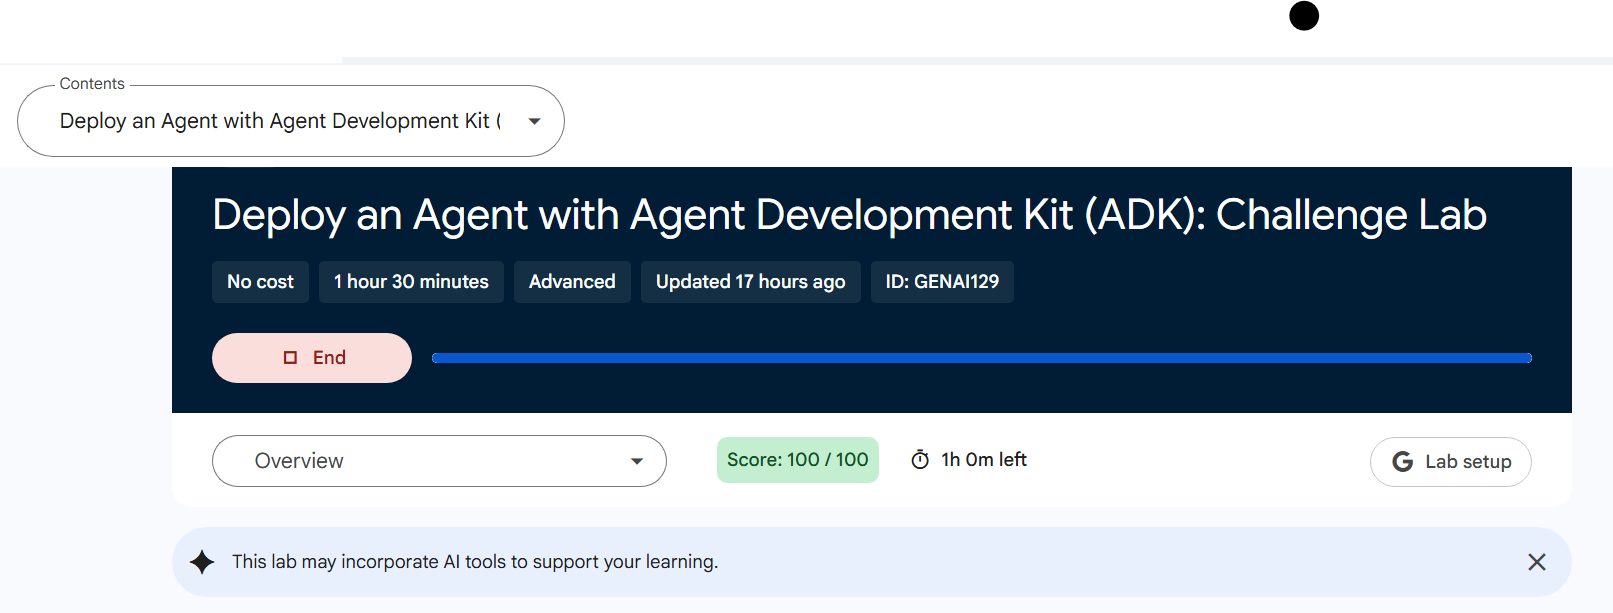 Contents
Deploy an Agent with Agent Development Kit (
Deploy an Agent with Agent Development Kit (ADK): Challenge Lab
No cost
1 hour 30 minutes
Advanced
Updated 17 hours ago
ID: GENAI129
End
Overview
Score: 100 / 100
1h 0m left
Lab setup
This lab may incorporate AI tools to support your learning.